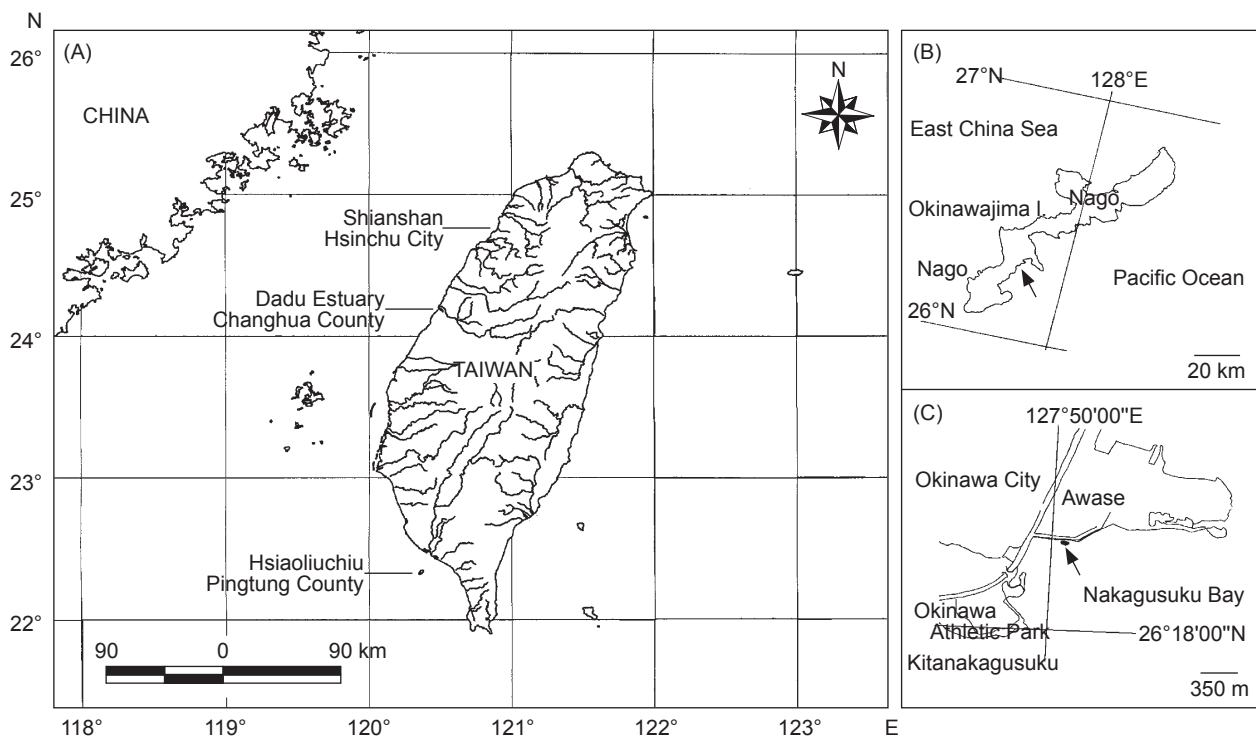 N
(A)
26°
25°
24°
23°
22°
CHINA
N
Shianshan
Hsinchu City
Dadu Estuary
Changhua County
TAIWAN
Hsiaoliuchiu
Pingtung County
90 0 90 km
118° 119° 120° 121° 122° 123° E
(B)
27°N
128°E
East China Sea
Nago
Okinawajima I
Nago
Pacific Ocean
26°N
20 km
(C)
127°50'00"E
Okinawa City
Awase
Nakagusuku Bay
Okinawa
Athletic Park
26°18'00"N
Kitanakagusuku
350 m